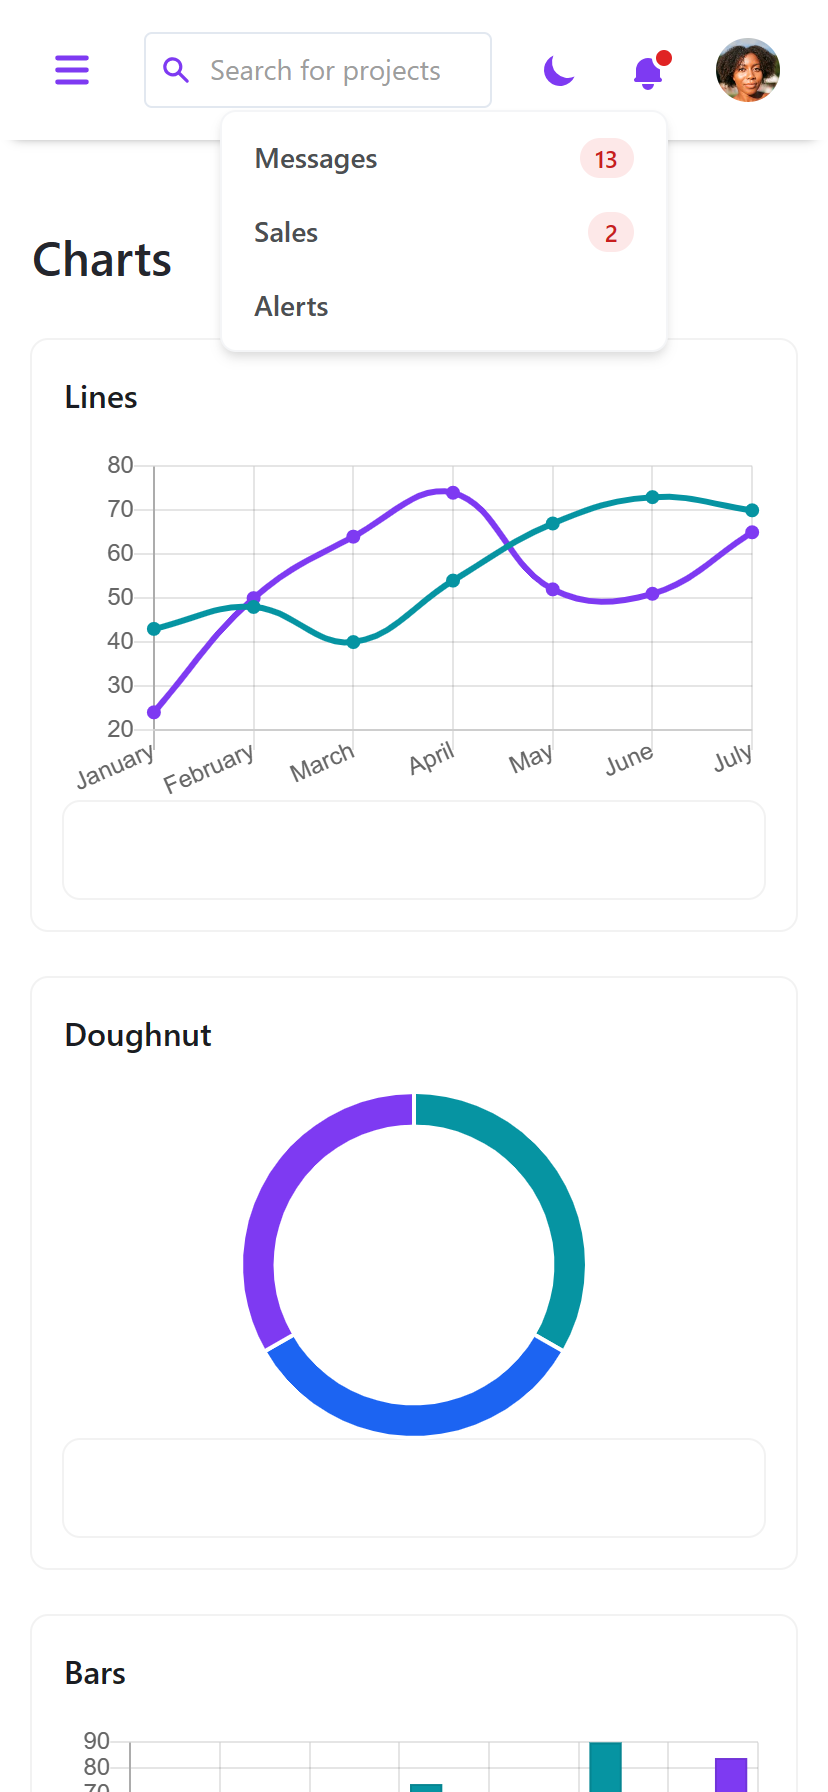 Search for projects
Messages 13
Sales 2
Alerts
Charts
Lines
80
70
60
50
40
30
20
January February March April May June July
Doughnut
Bars
90
80
70